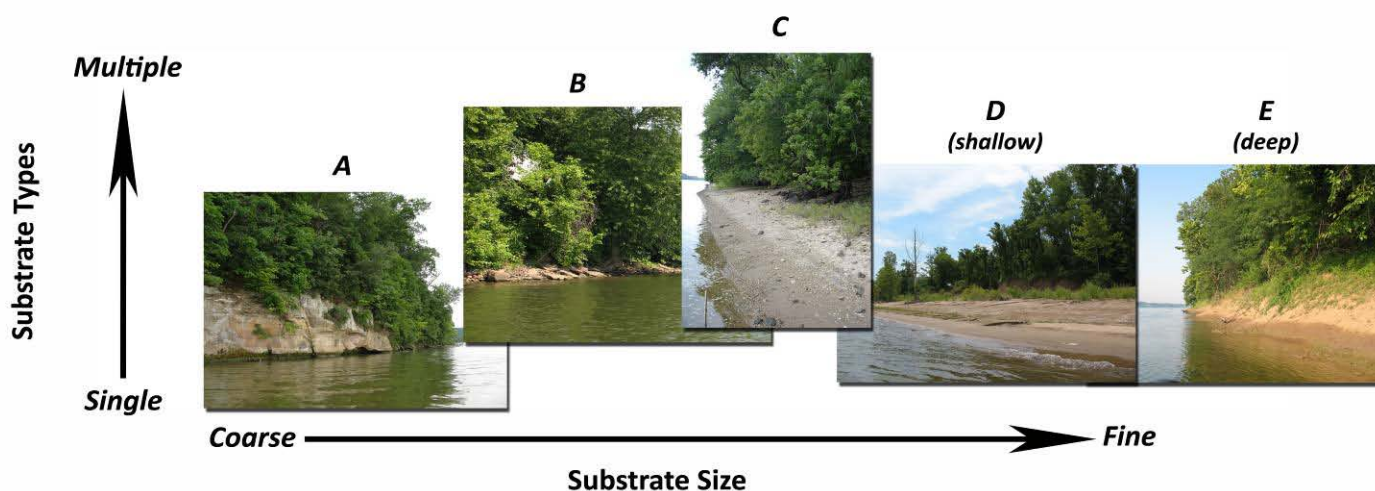 C
Multiple
B
D
(shallow)
E
(deep)
A
Substrate Types
Single
Coarse
Fine
Substrate Size